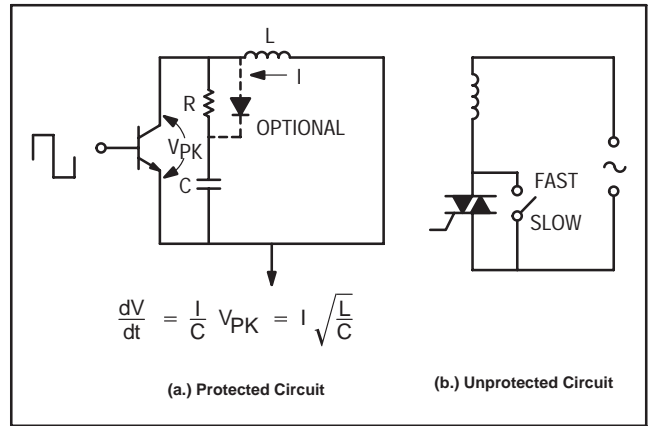 L
I
R
OPTIONAL
VPK
C
FAST
SLOW
dV/dt = I/C VPK = I √(L/C)
(a.) Protected Circuit
(b.) Unprotected Circuit